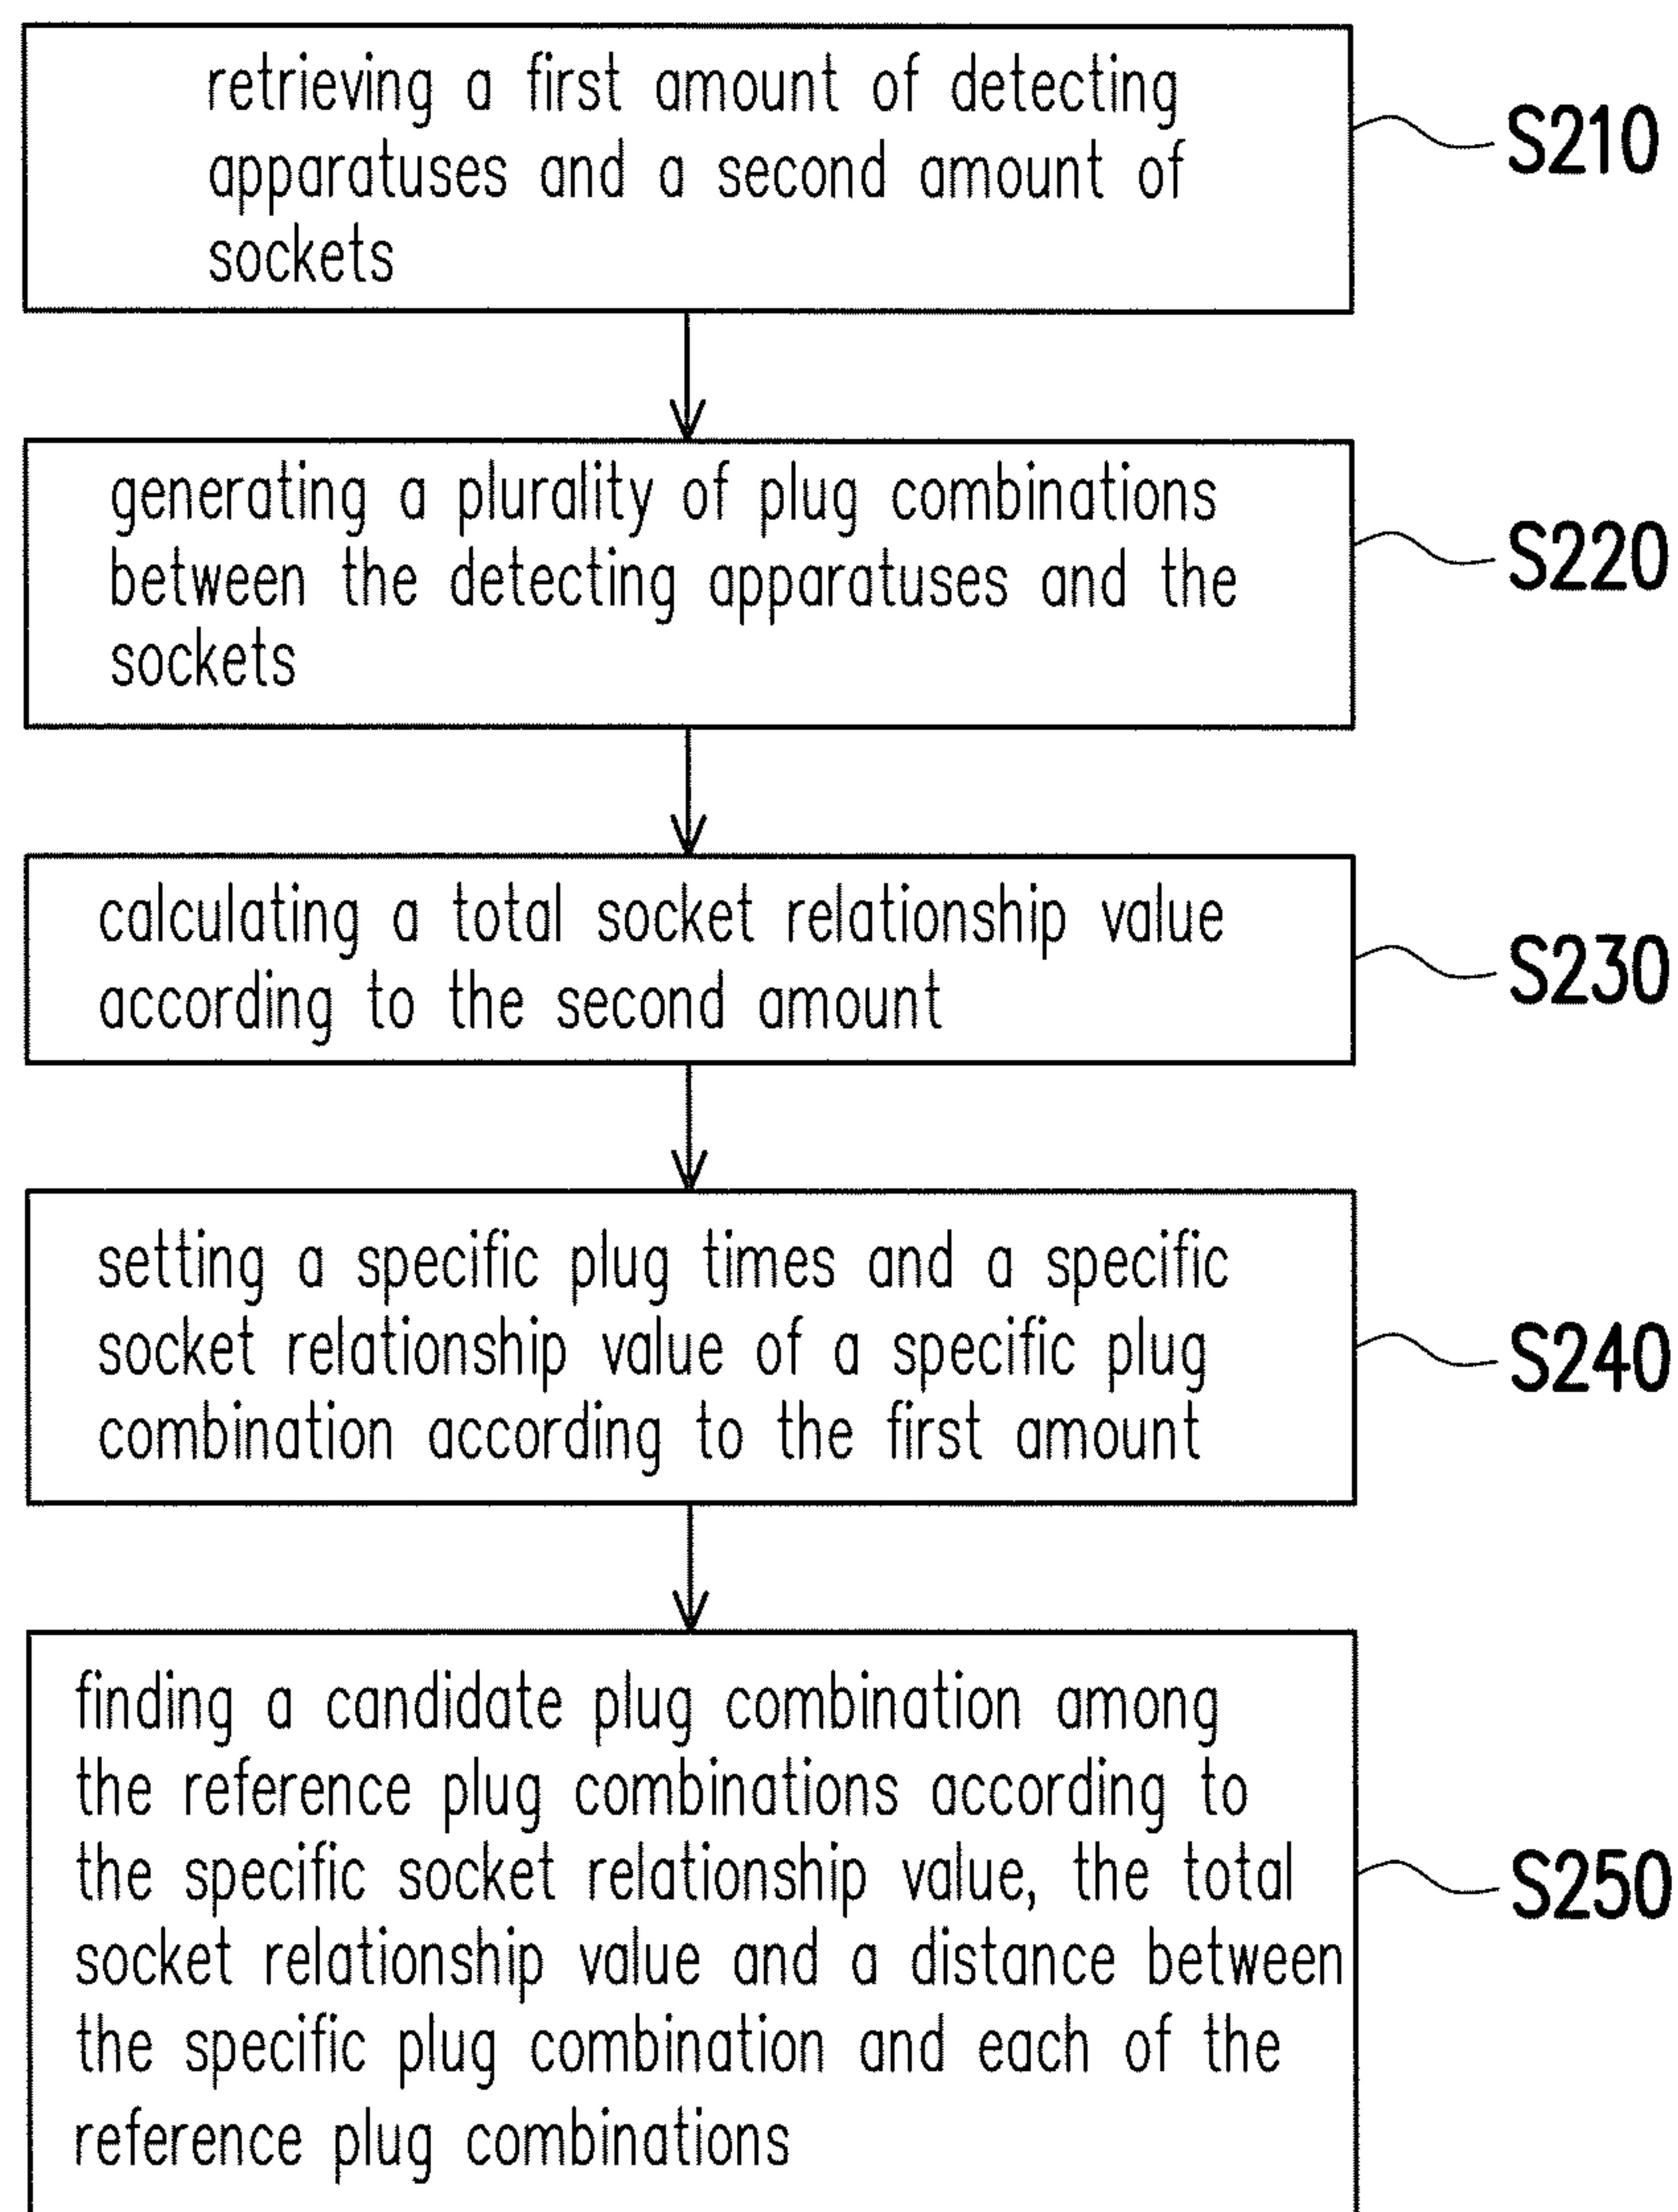 retrieving a first amount of detecting
apparatuses and a second amount of
sockets
S210
generating a plurality of plug combinations
between the detecting apparatuses and the
sockets
S220
calculating a total socket relationship value
according to the second amount
S230
setting a specific plug times and a specific
socket relationship value of a specific plug
combination according to the first amount
S240
finding a candidate plug combination among
the reference plug combinations according to
the specific socket relationship value, the total
socket relationship value and a distance between
the specific plug combination and each of the
reference plug combinations
S250